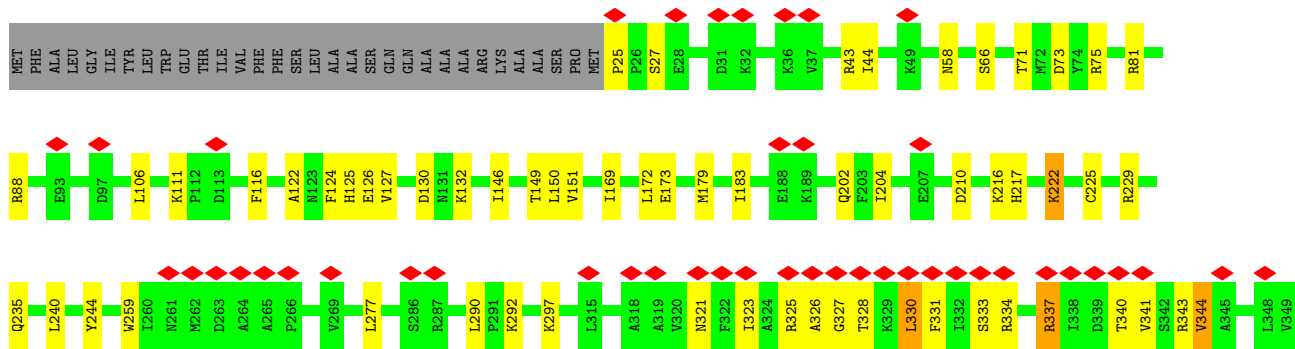 MET PHE ALA LEU GLY ILE TYR LEU TRP GLU THR ILE VAL PHE PHE SER LEU ALA ALA SER GLN GLN ALA ALA ALA ARG LYS ALA ALA SER PRO MET P25 P26 S27 E28 D31 K32 K36 V37 R43 I44 K49 N58 S66 T71 M72 D73 Y74 R75 R81
R88 E93 D97 L106 K111 P112 D113 F116 A122 N123 F124 H125 E126 V127 D130 N131 K132 I146 T149 L150 V151 I169 L172 E173 M179 I183 E188 K189 Q202 F203 I204 E207 D210 K216 H217 K222 C225 R229
Q235 L240 Y244 W259 I260 N261 M262 D263 A264 A265 P266 V269 L277 S286 R287 L290 P291 K292 K297 L315 A318 A319 V320 N321 F322 I323 A324 R325 A326 G327 T328 K329 L330 F331 I332 S333 R334 R337 I338 D339 T340 V341 S342 R343 V344 A345 L348 V349